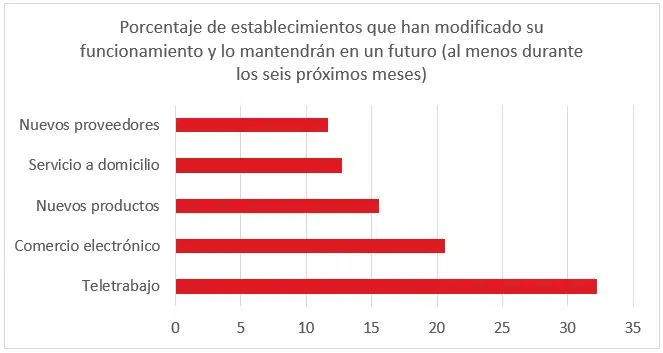 Porcentaje de establecimientos que han modificado su
funcionamiento y lo mantendrán en un futuro (al menos durante
los seis próximos meses)
Nuevos proveedores
Servicio a domicilio
Nuevos productos
Comercio electrónico
Teletrabajo
0 5 10 15 20 25 30 35